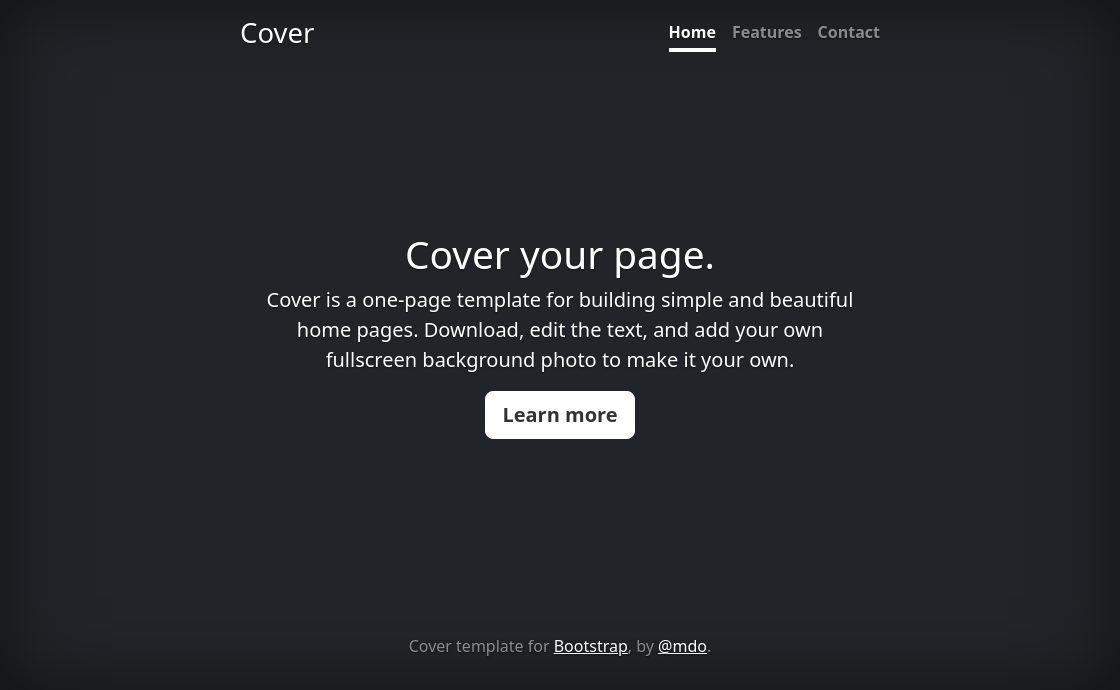 Cover
Home Features Contact
Cover your page.
Cover is a one-page template for building simple and beautiful
home pages. Download, edit the text, and add your own
fullscreen background photo to make it your own.
Learn more
Cover template for Bootstrap, by @mdo.